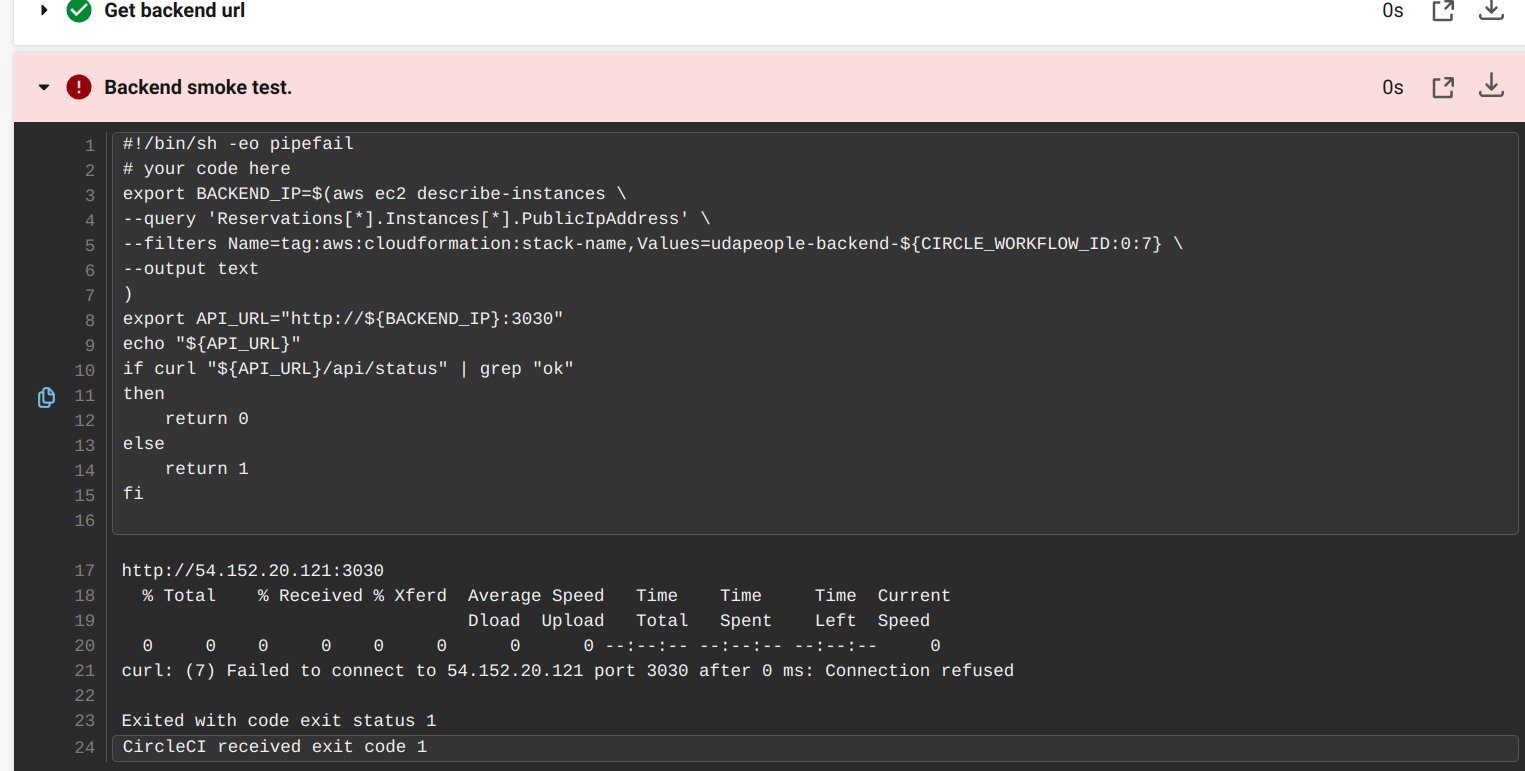 Get backend url 0s
Backend smoke test. 0s
1 #!/bin/sh -eo pipefail
2 # your code here
3 export BACKEND_IP=$(aws ec2 describe-instances \
4 --query 'Reservations[*].Instances[*].PublicIpAddress' \
5 --filters Name=tag:aws:cloudformation:stack-name,Values=udapeople-backend-${CIRCLE_WORKFLOW_ID:0:7} \
6 --output text
7 )
8 export API_URL="http://${BACKEND_IP}:3030"
9 echo "${API_URL}"
10 if curl "${API_URL}/api/status" | grep "ok"
11 then
12     return 0
13 else
14     return 1
15 fi
16
17 http://54.152.20.121:3030
18   % Total    % Received % Xferd  Average Speed   Time    Time     Time  Current
19                                  Dload  Upload   Total   Spent    Left  Speed
20   0     0    0     0    0     0      0      0 --:--:-- --:--:-- --:--:--     0
21 curl: (7) Failed to connect to 54.152.20.121 port 3030 after 0 ms: Connection refused
22
23 Exited with code exit status 1
24 CircleCI received exit code 1